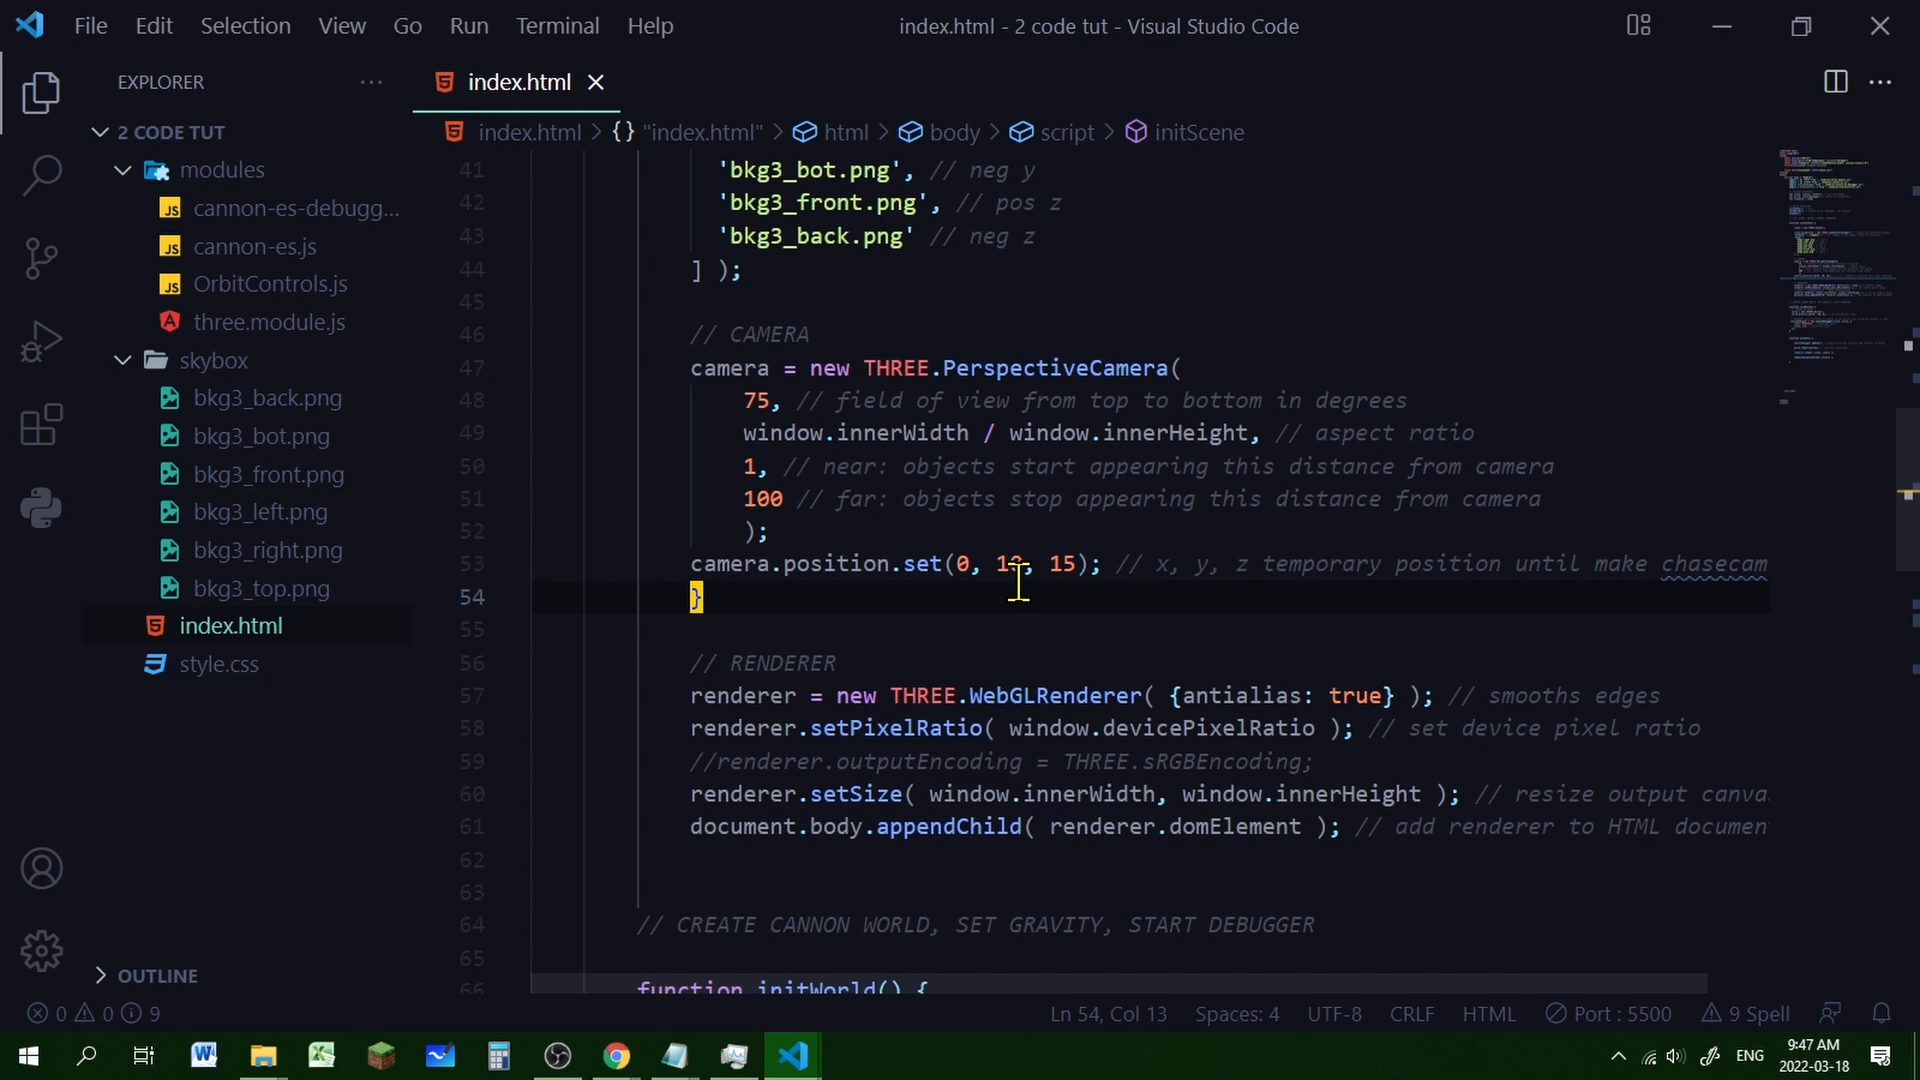 File Edit Selection View Go Run Terminal Help
index.html - 2 code tut - Visual Studio Code
EXPLORER
2 CODE TUT
modules
cannon-es-debugg...
cannon-es.js
OrbitControls.js
three.module.js
skybox
bkg3_back.png
bkg3_bot.png
bkg3_front.png
bkg3_left.png
bkg3_right.png
bkg3_top.png
index.html
style.css
OUTLINE
index.html
index.html > {} "index.html" > html > body > script > initScene
41 'bkg3_bot.png', // neg y
42 'bkg3_front.png', // pos z
43 'bkg3_back.png' // neg z
44 ] );
45
46 // CAMERA
47 camera = new THREE.PerspectiveCamera(
48 75, // field of view from top to bottom in degrees
49 window.innerWidth / window.innerHeight, // aspect ratio
50 1, // near: objects start appearing this distance from camera
51 100 // far: objects stop appearing this distance from camera
52 );
53 camera.position.set(0, , 15); // x, y, z temporary position until make chasecam
54 }
55
56 // RENDERER
57 renderer = new THREE.WebGLRenderer( {antialias: true} ); // smooths edges
58 renderer.setPixelRatio( window.devicePixelRatio ); // set device pixel ratio
59 //renderer.outputEncoding = THREE.sRGBEncoding;
60 renderer.setSize( window.innerWidth, window.innerHeight ); // resize output canva
61 document.body.appendChild( renderer.domElement ); // add renderer to HTML documen
62
63
64 // CREATE CANNON WORLD, SET GRAVITY, START DEBUGGER
65
66 function initWorld() {
0 0 9
Ln 54, Col 13 Spaces: 4 UTF-8 CRLF HTML Port : 5500 9 Spell
ENG
9:47 AM
2022-03-18